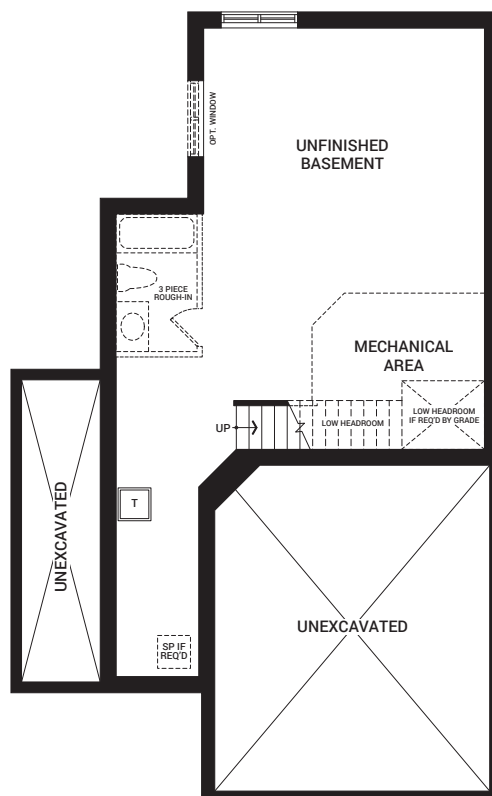 OPT. WINDOW
UNFINISHED
BASEMENT
3 PIECE
ROUGH-IN
MECHANICAL
AREA
UP
LOW HEADROOM
LOW HEADROOM
IF REQ'D BY GRADE
UNEXCAVATED
T
UNEXCAVATED
SP IF
REQ'D